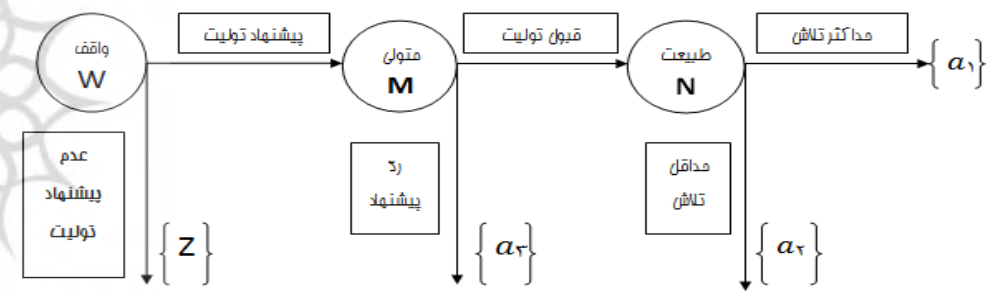 واقف
W
پیشنهاد تولیت
متولی
M
قبول تولیت
طبیعت
N
حداکثر تلاش
{a۱}
عدم
پیشنهاد
تولیت
{Z}
ردّ
پیشنهاد
{a۳}
حداقل
تلاش
{a۲}